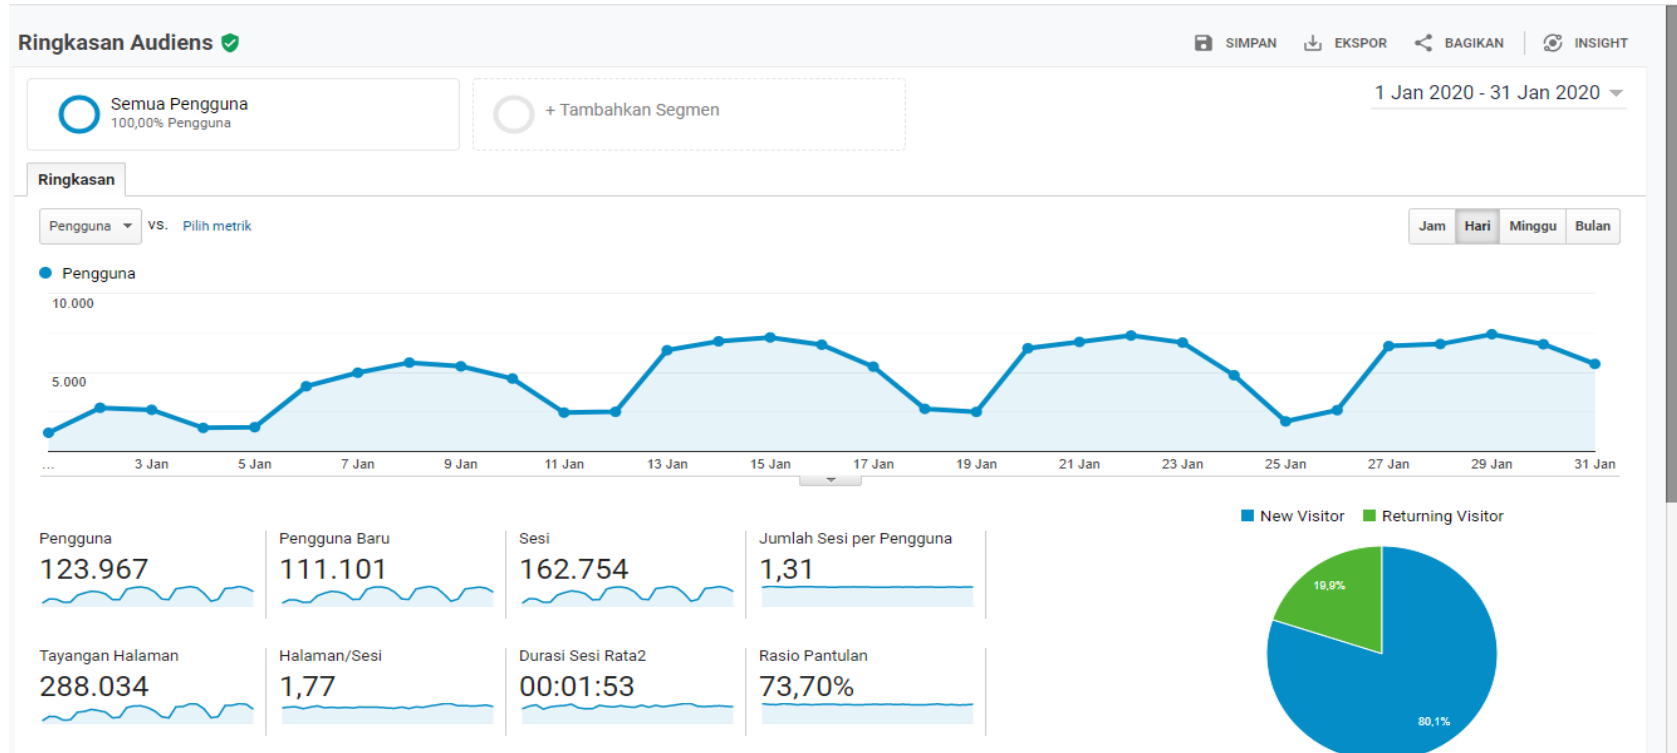 Ringkasan Audiens
SIMPAN
EKSPOR
BAGIKAN
INSIGHT
Semua Pengguna
100,00% Pengguna
+ Tambahkan Segmen
1 Jan 2020 - 31 Jan 2020
Ringkasan
Pengguna
VS.
Pilih metrik
Jam
Hari
Minggu
Bulan
Pengguna
10.000
5.000
...
3 Jan
5 Jan
7 Jan
9 Jan
11 Jan
13 Jan
15 Jan
17 Jan
19 Jan
21 Jan
23 Jan
25 Jan
27 Jan
29 Jan
31 Jan
Pengguna
123.967
Pengguna Baru
111.101
Sesi
162.754
Jumlah Sesi per Pengguna
1,31
Tayangan Halaman
288.034
Halaman/Sesi
1,77
Durasi Sesi Rata2
00:01:53
Rasio Pantulan
73,70%
New Visitor
Returning Visitor
19,9%
80,1%